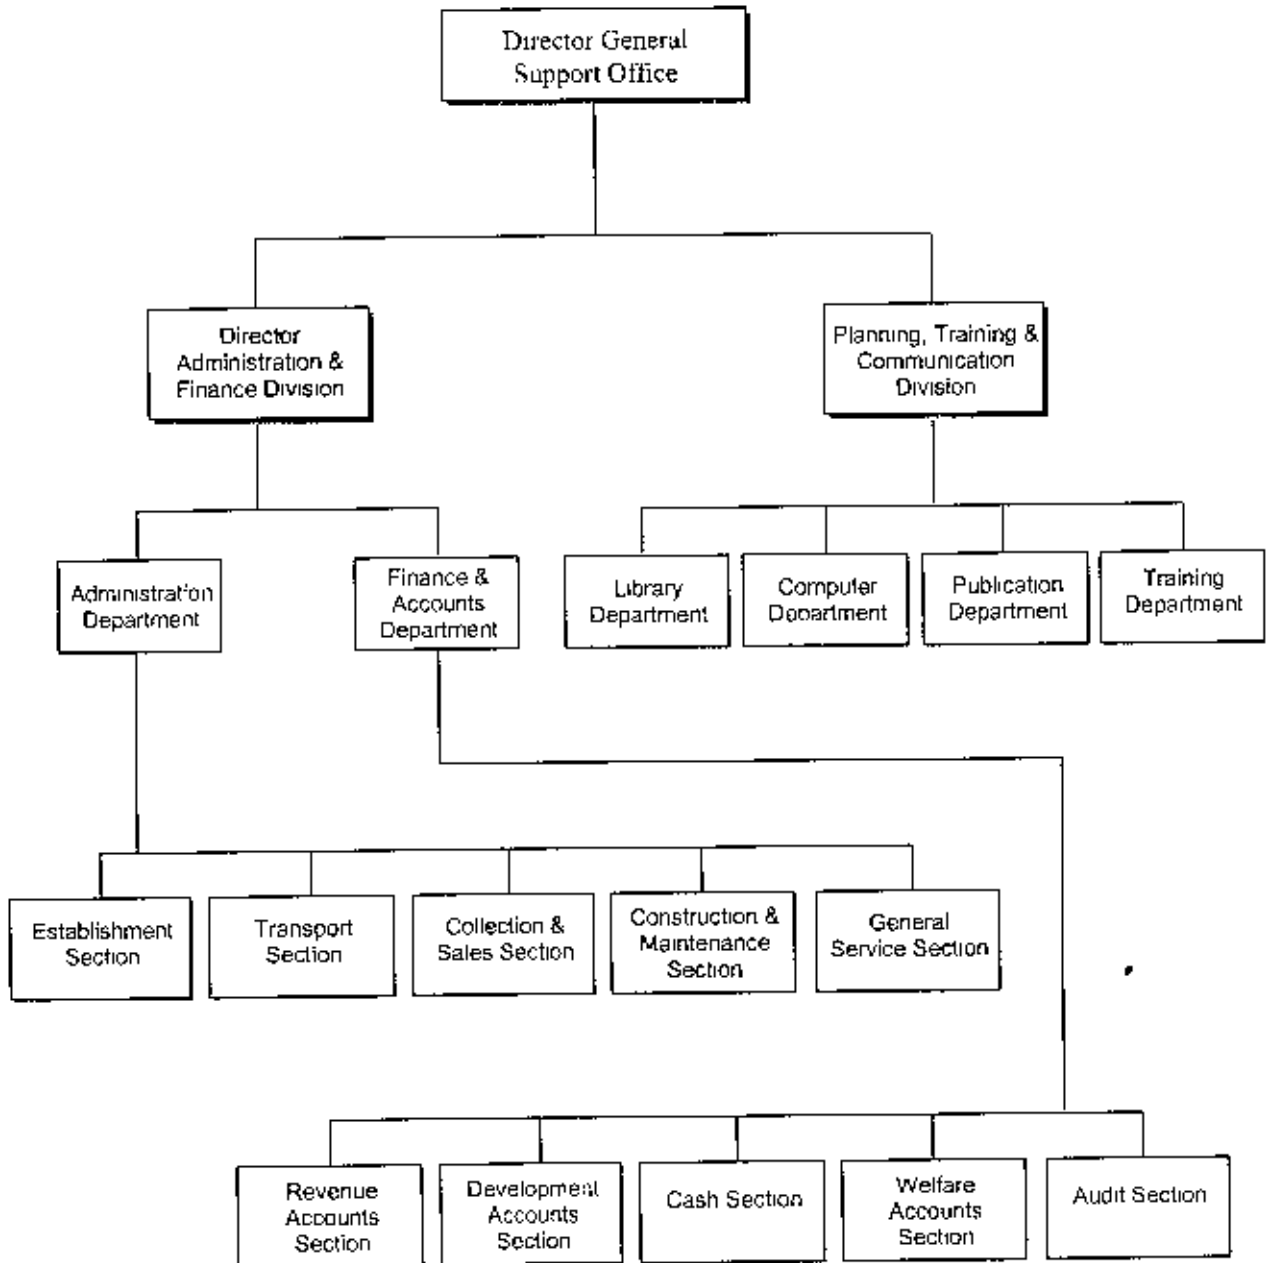 Director General
Support Office
Director
Administration &
Finance Division
Planning, Training &
Communication
Division
Administration
Department
Finance &
Accounts
Department
Library
Department
Computer
Department
Publication
Department
Training
Department
Establishment
Section
Transport
Section
Collection &
Sales Section
Construction &
Maintenance
Section
General
Service Section
Revenue
Accounts
Section
Development
Accounts
Section
Cash Section
Welfare
Accounts
Section
Audit Section